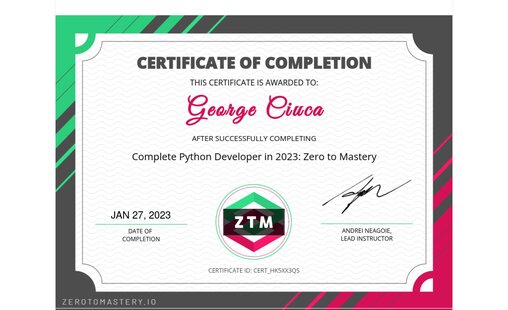 CERTIFICATE OF COMPLETION
THIS CERTIFICATE IS AWARDED TO:
George Ciuca
AFTER SUCCESSFULLY COMPLETING
Complete Python Developer in 2023: Zero to Mastery
JAN 27, 2023
DATE OF
COMPLETION
ZTM
ANDREI NEAGOIE,
LEAD INSTRUCTOR
CERTIFICATE ID: CERT_HK5XX3QS
ZEROTOMASTERY.IO